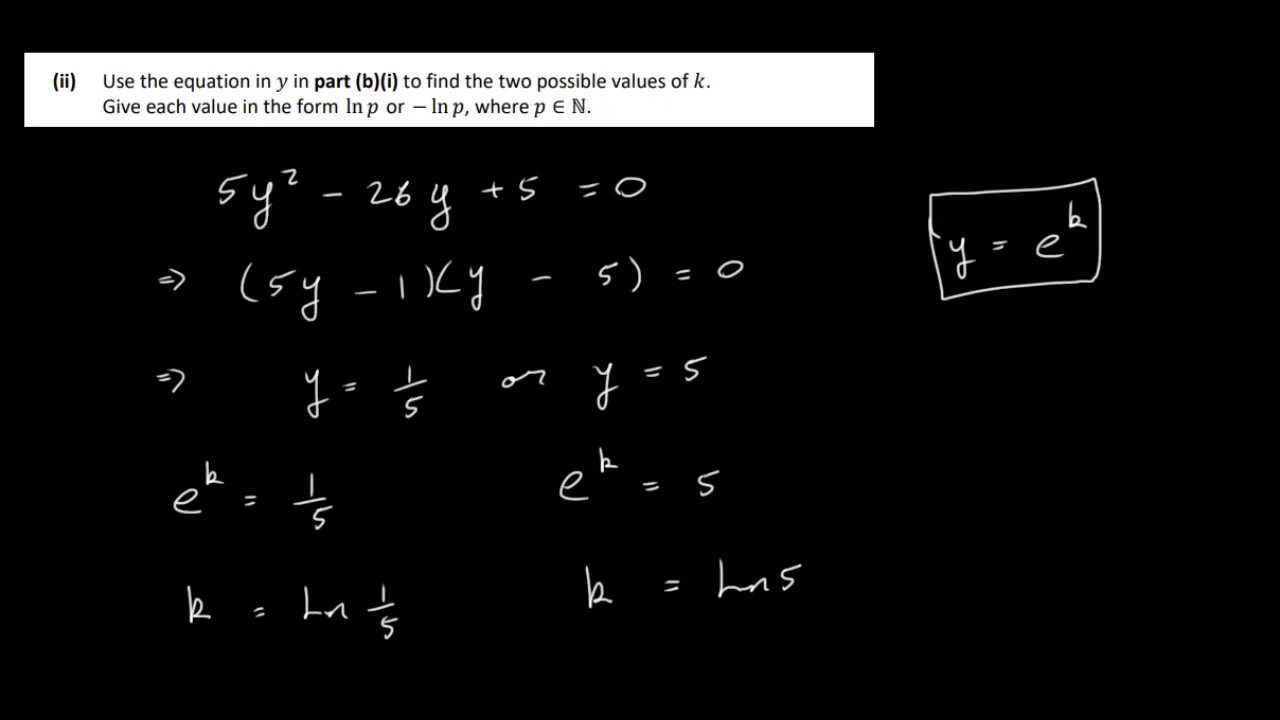 (ii) Use the equation in y in part (b)(i) to find the two possible values of k.
Give each value in the form ln p or − ln p, where p ∈ ℕ.
5y² − 26y + 5 = 0
y = e^k
⇒ (5y − 1)(y − 5) = 0
⇒ y = 1/5 or y = 5
e^k = 1/5 e^k = 5
k = Ln 1/5 k = Ln 5